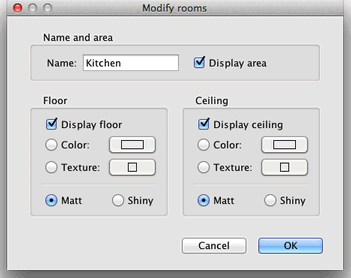 Modify rooms
Name and area
Name: Kitchen Display area
Floor Ceiling
Display floor Display ceiling
Color: Color:
Texture: Texture:
Matt Shiny Matt Shiny
Cancel OK